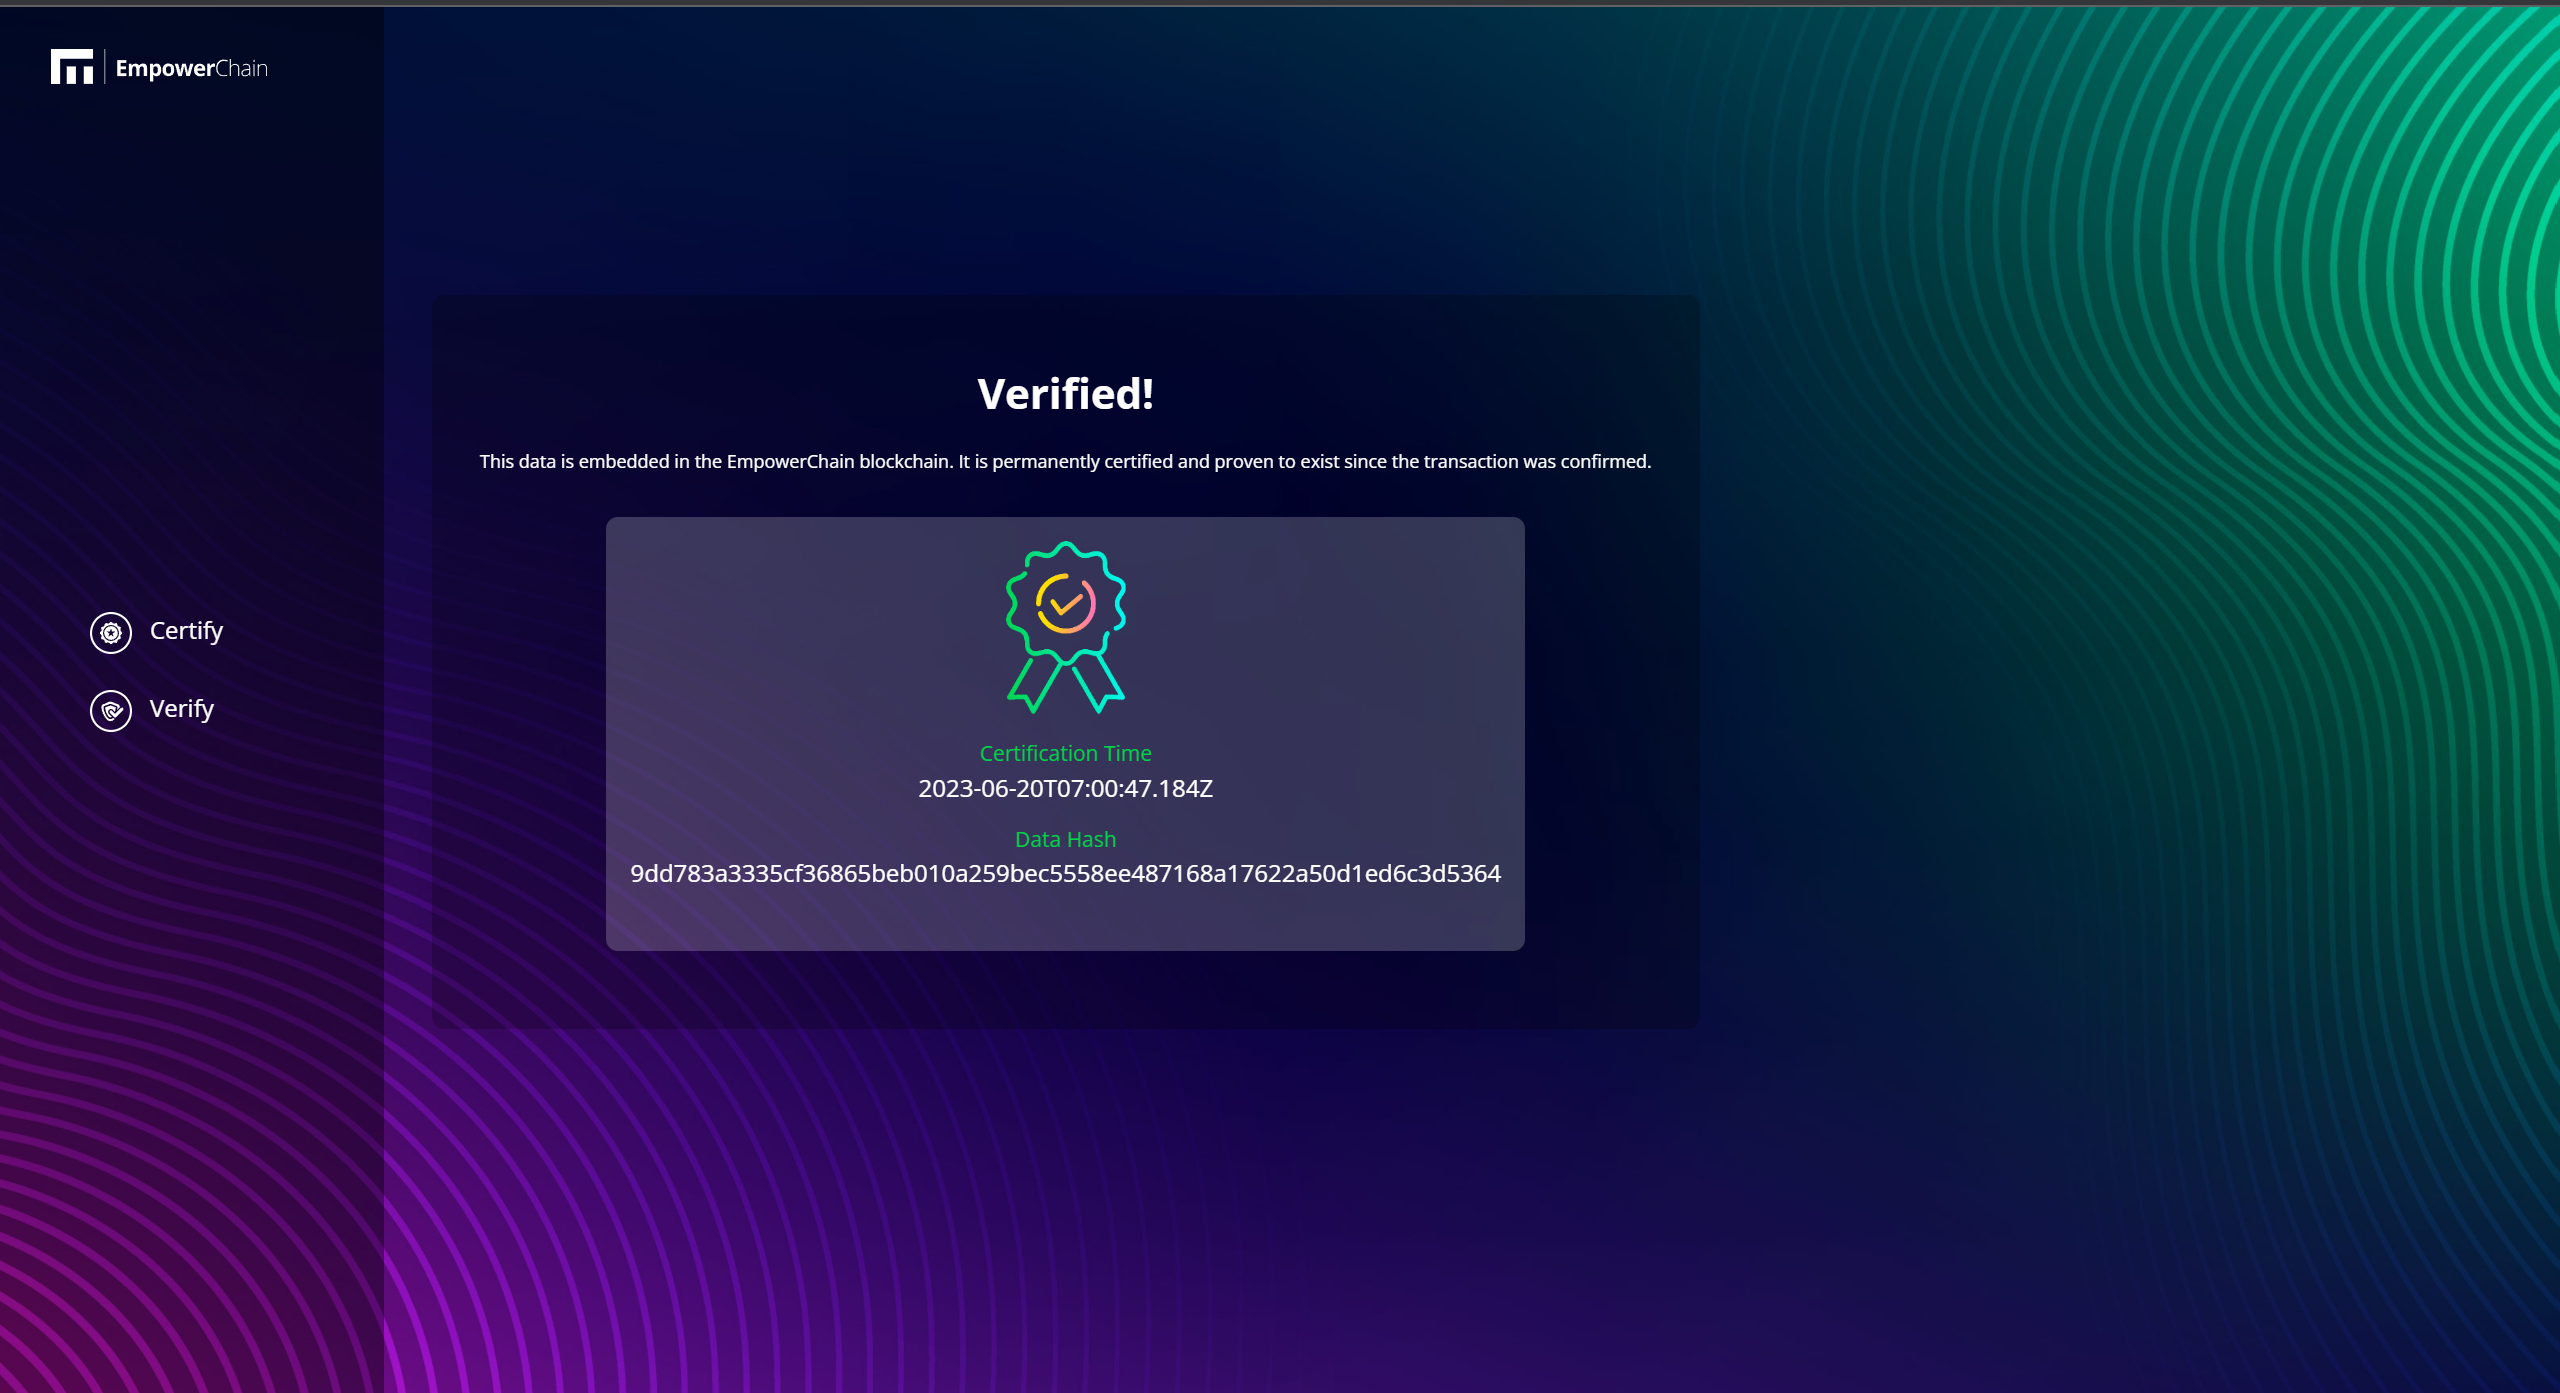 EmpowerChain
Certify
Verify
Verified!
This data is embedded in the EmpowerChain blockchain. It is permanently certified and proven to exist since the transaction was confirmed.
Certification Time
2023-06-20T07:00:47.184Z
Data Hash
9dd783a3335cf36865beb010a259bec5558ee487168a17622a50d1ed6c3d5364